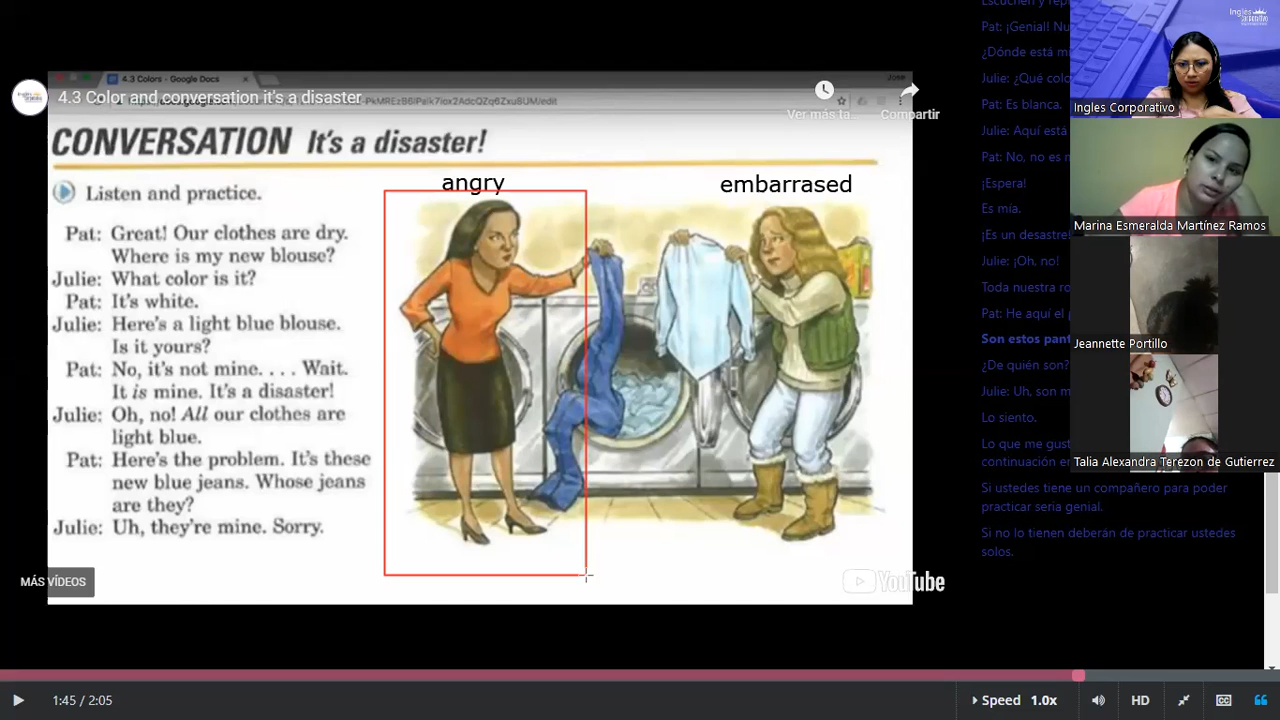 4.3 Colors - Google Docs
4.3 Color and conversation it's a disaster
Ver más ta...
Compartir
CONVERSATION It's a disaster!
Listen and practice.
Pat: Great! Our clothes are dry.
Where is my new blouse?
Julie: What color is it?
Pat: It's white.
Julie: Here's a light blue blouse.
Is it yours?
Pat: No, it's not mine. . . . Wait.
It is mine. It's a disaster!
Julie: Oh, no! All our clothes are
light blue.
Pat: Here's the problem. It's these
new blue jeans. Whose jeans
are they?
Julie: Uh, they're mine. Sorry.
angry
embarrased
MÁS VÍDEOS
YouTube
Pat: ¡Genial! Nu
¿Dónde está m
Julie: ¿Qué colo
Pat: Es blanca.
Julie: Aquí está
Pat: No, no es m
¡Espera!
Es mía.
¡Es un desastre!
Julie: ¡Oh, no!
Toda nuestra ro
Pat: He aquí el p
Son estos pant
¿De quién son?
Julie: Uh, son m
Lo siento.
Lo que me gust
continuación en
Si ustedes tiene un compañero para poder
practicar seria genial.
Si no lo tienen deberán de practicar ustedes
solos.
Ingles Corporativo
Marina Esmeralda Martínez Ramos
Jeannette Portillo
Talia Alexandra Terezon de Gutierrez
1:45 / 2:05
Speed 1.0x
HD
CC